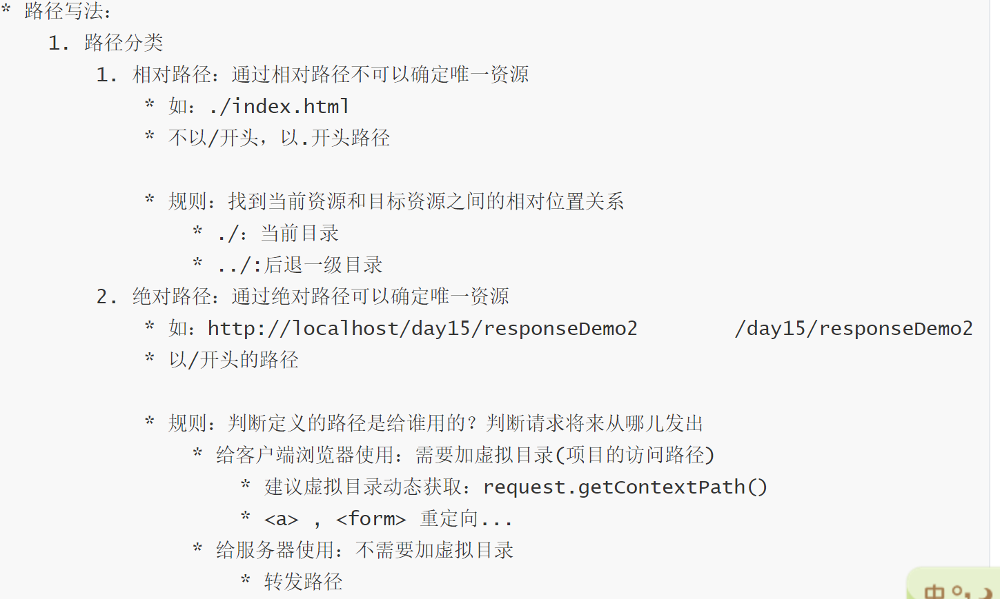 * 路径写法：
1. 路径分类
1. 相对路径：通过相对路径不可以确定唯一资源
* 如：./index.html
* 不以/开头，以.开头路径
* 规则：找到当前资源和目标资源之间的相对位置关系
* ./：当前目录
* ../:后退一级目录
2. 绝对路径：通过绝对路径可以确定唯一资源
* 如：http://localhost/day15/responseDemo2 /day15/responseDemo2
* 以/开头的路径
* 规则：判断定义的路径是给谁用的？判断请求将来从哪儿发出
* 给客户端浏览器使用：需要加虚拟目录(项目的访问路径)
* 建议虚拟目录动态获取：request.getContextPath()
* <a> , <form> 重定向...
* 给服务器使用：不需要加虚拟目录
* 转发路径
中